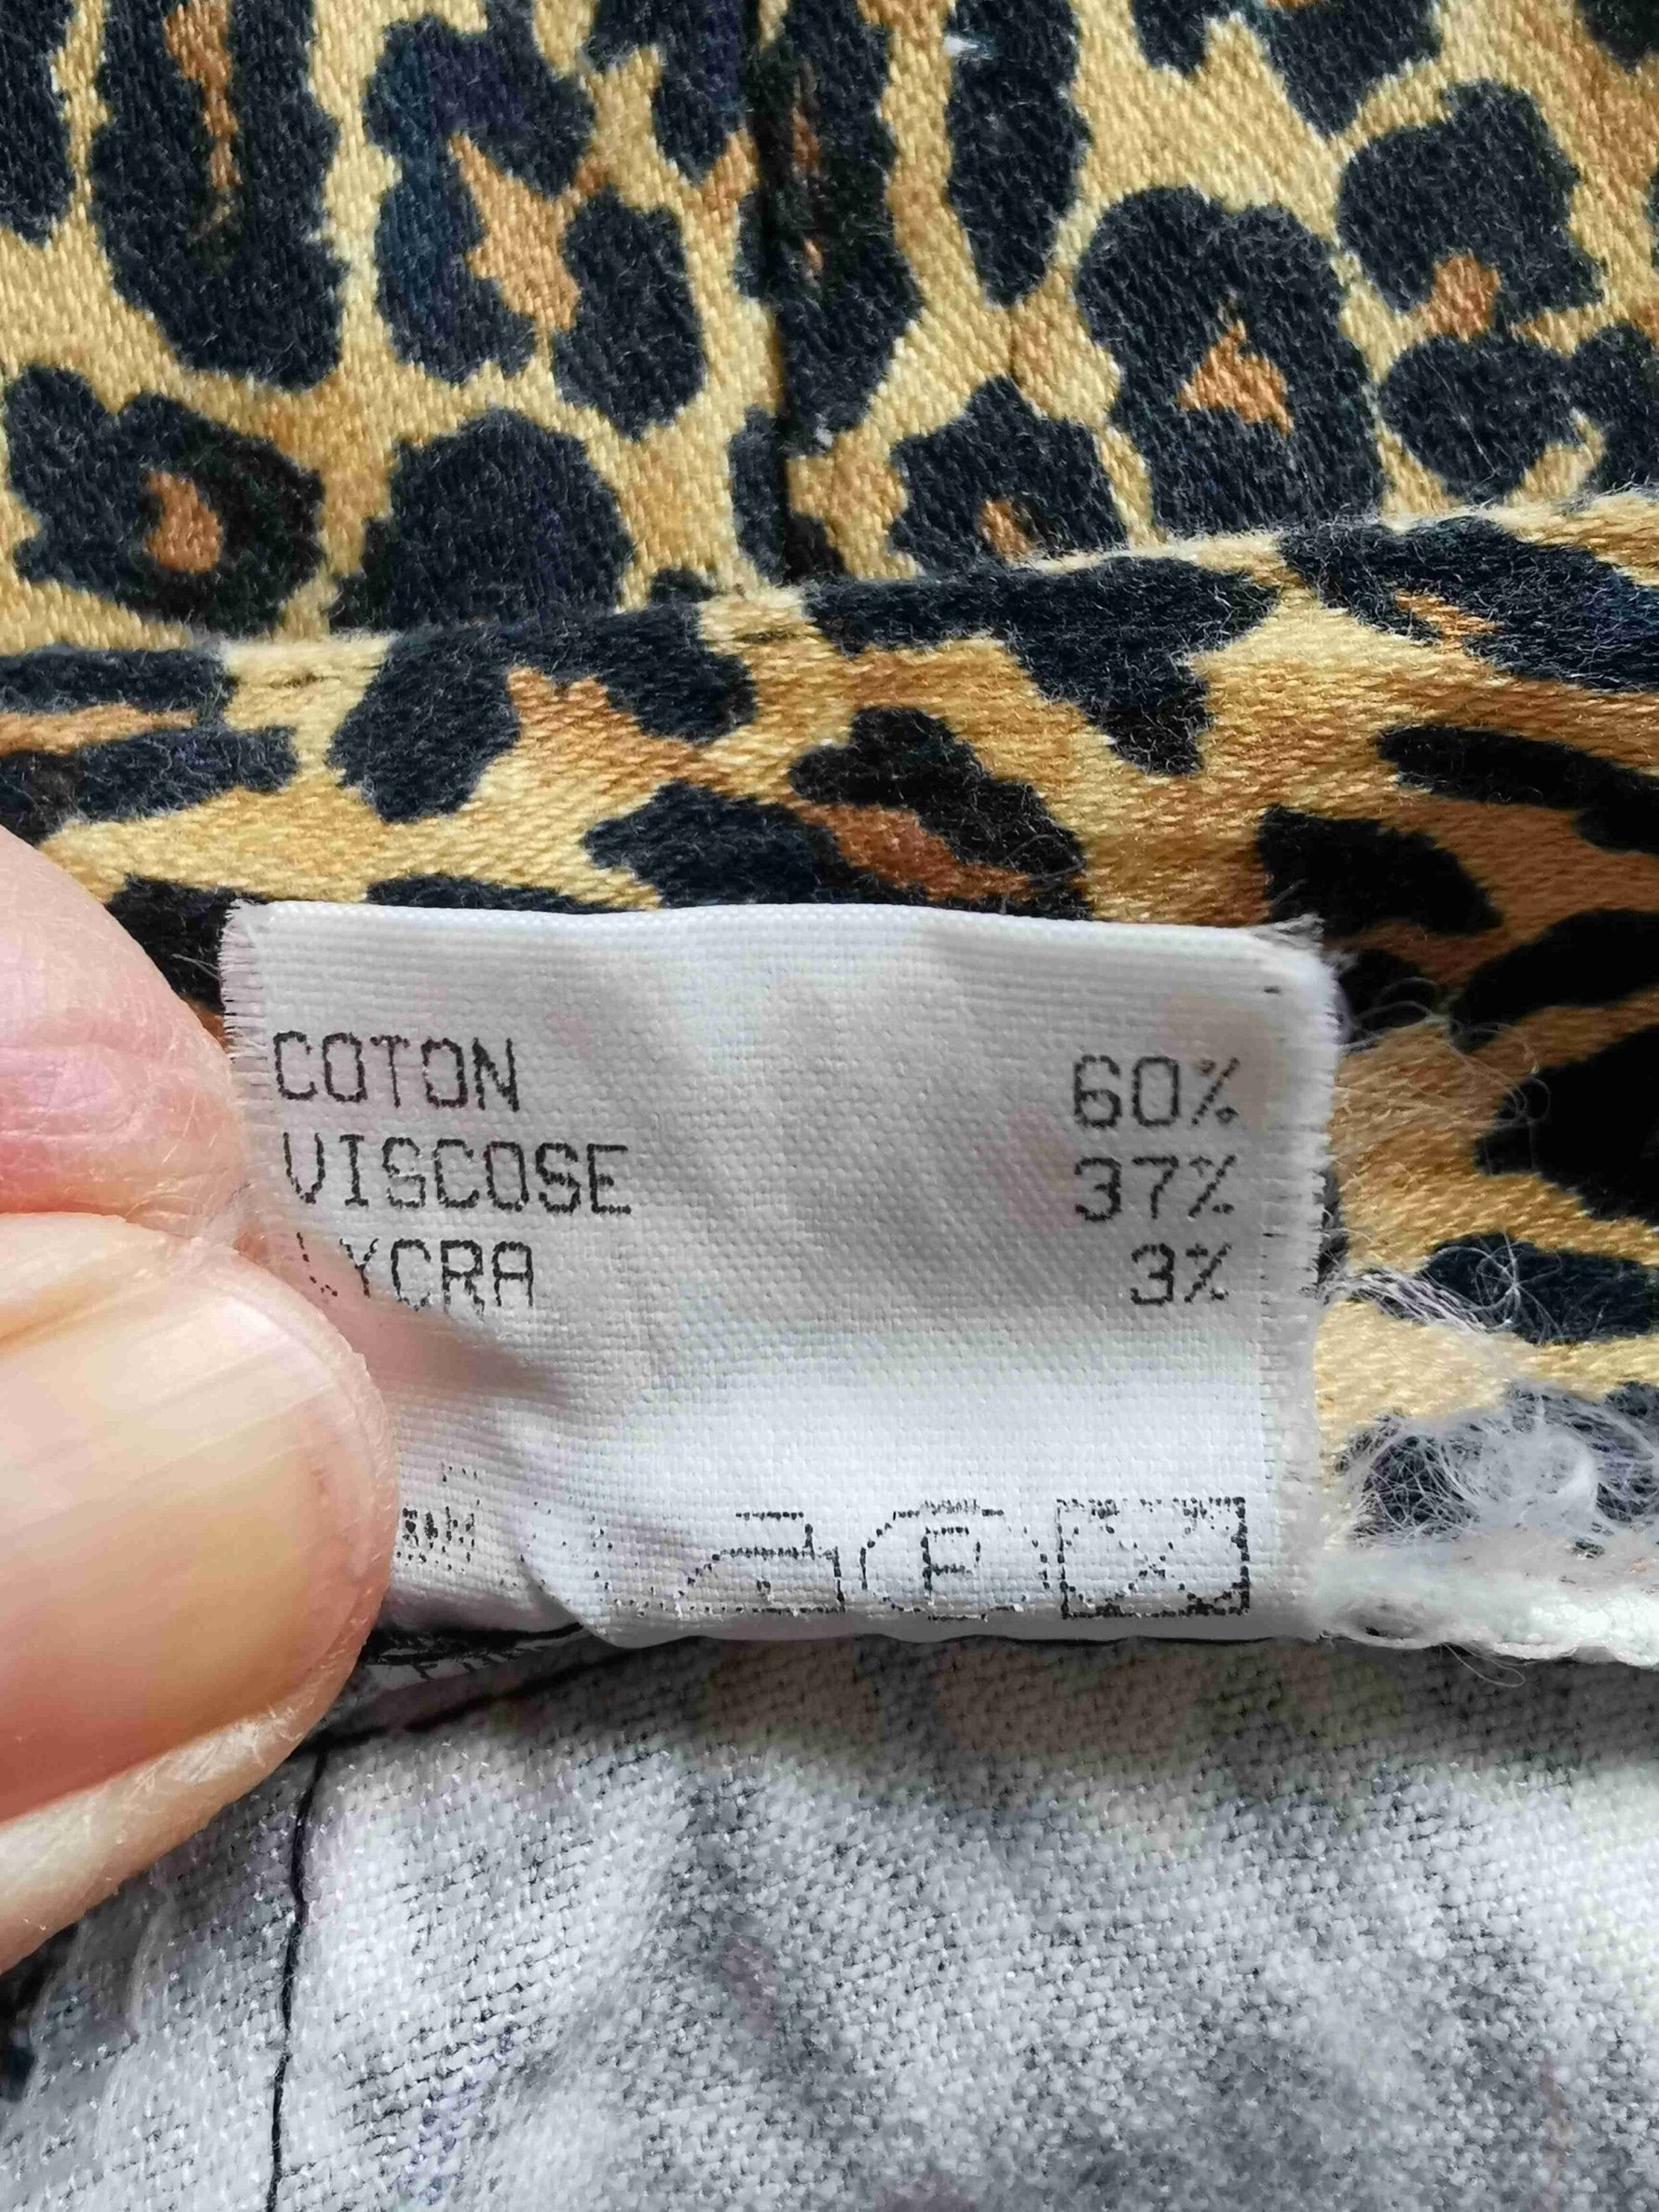 COTON 60%
VISCOSE 37%
LYCRA 3%
P